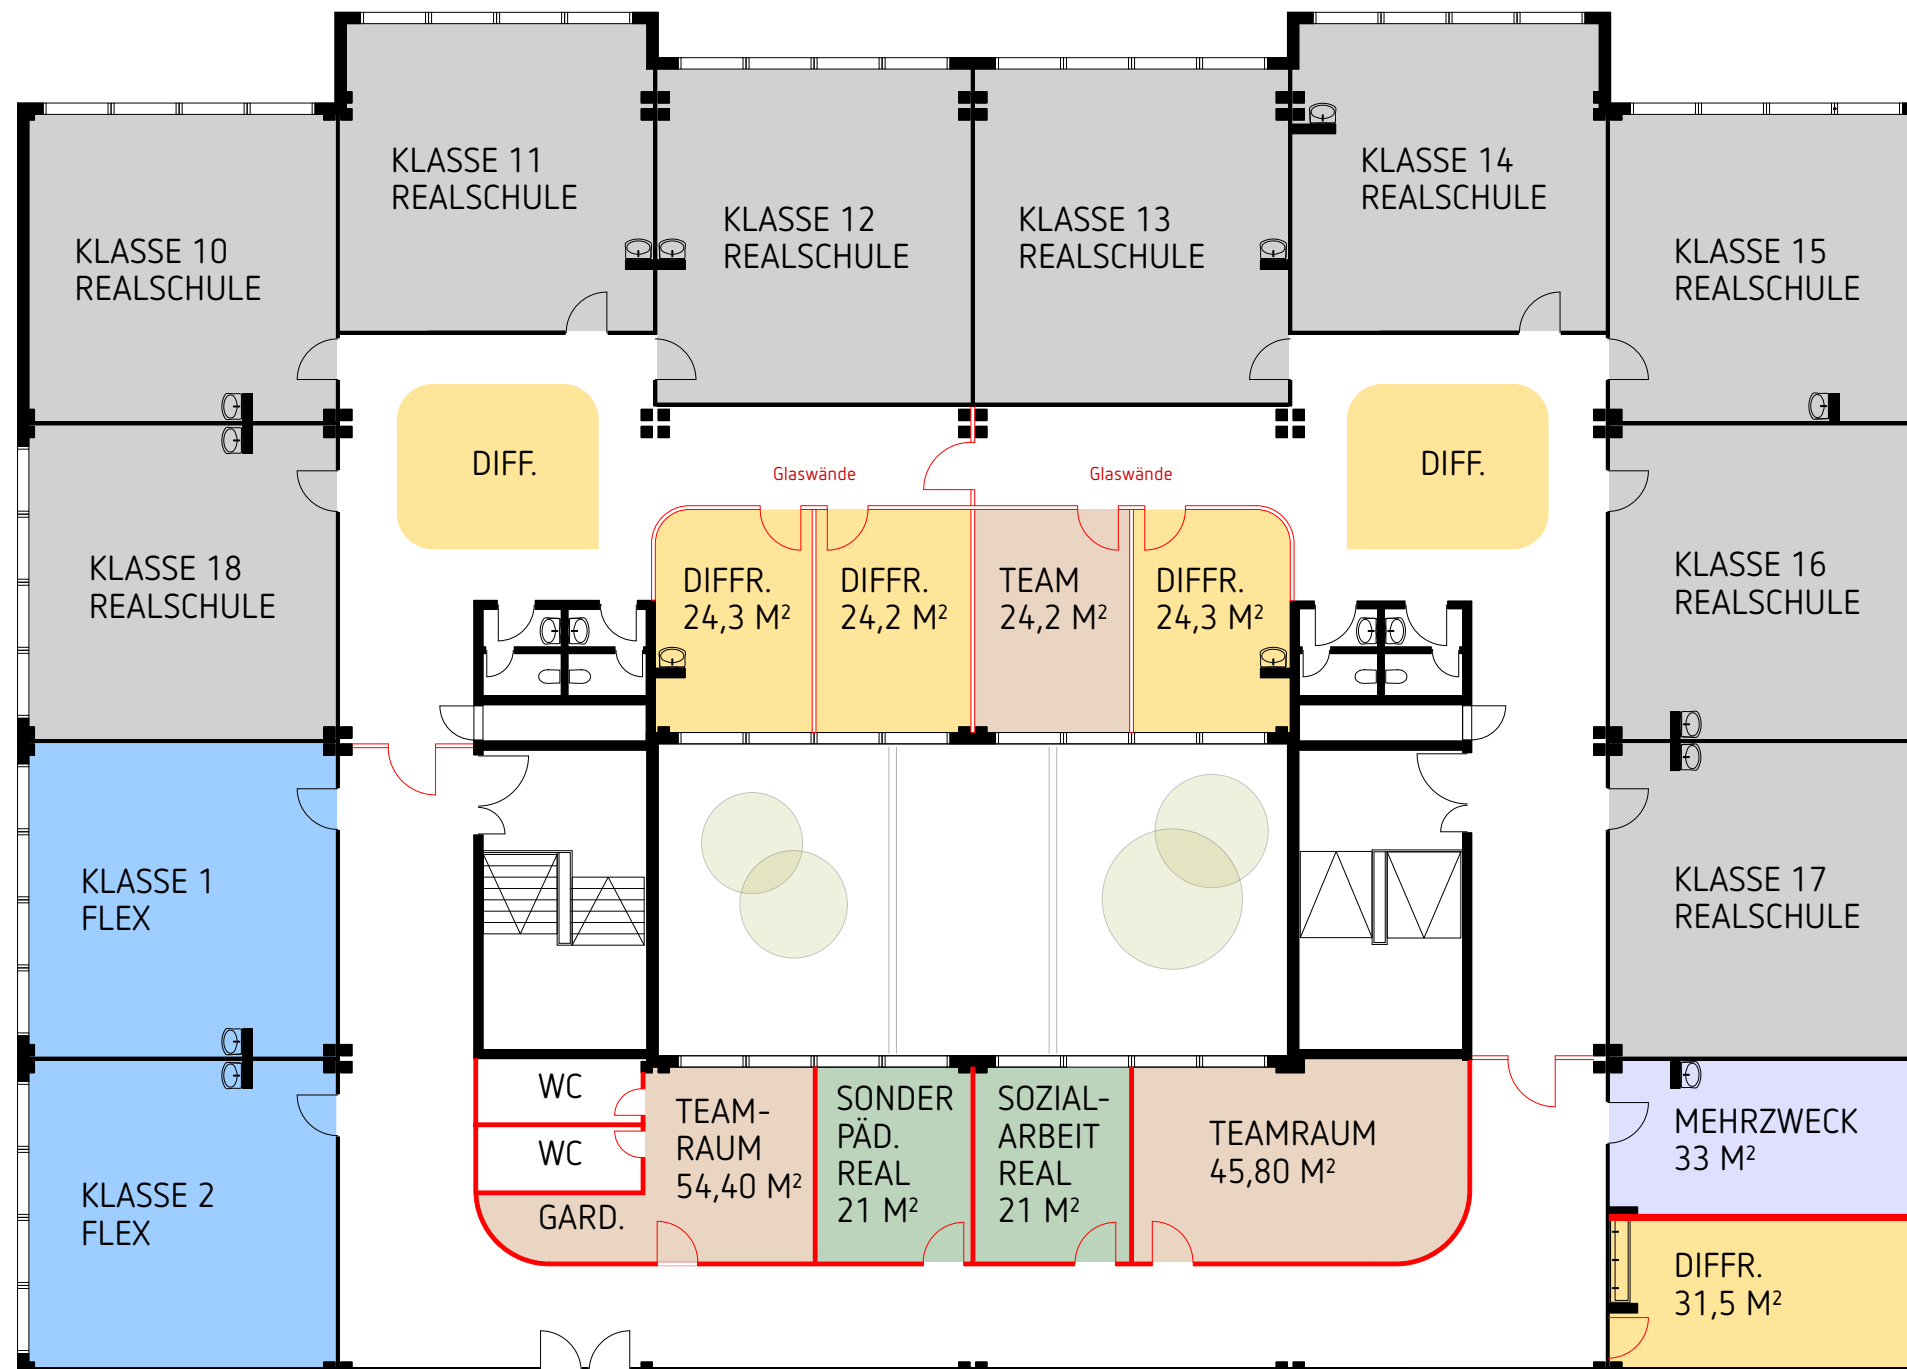 KLASSE 11
REALSCHULE
KLASSE 14
REALSCHULE
KLASSE 12
REALSCHULE
KLASSE 13
REALSCHULE
KLASSE 10
REALSCHULE
KLASSE 15
REALSCHULE
DIFF.
Glaswände
Glaswände
DIFF.
KLASSE 18
REALSCHULE
DIFFR.
24,3 M²
DIFFR.
24,2 M²
TEAM
24,2 M²
DIFFR.
24,3 M²
KLASSE 16
REALSCHULE
KLASSE 1
FLEX
KLASSE 17
REALSCHULE
WC
WC
GARD.
TEAM-
RAUM
54,40 M²
SONDER
PÄD.
REAL
21 M²
SOZIAL-
ARBEIT
REAL
21 M²
TEAMRAUM
45,80 M²
MEHRZWECK
33 M²
KLASSE 2
FLEX
DIFFR.
31,5 M²